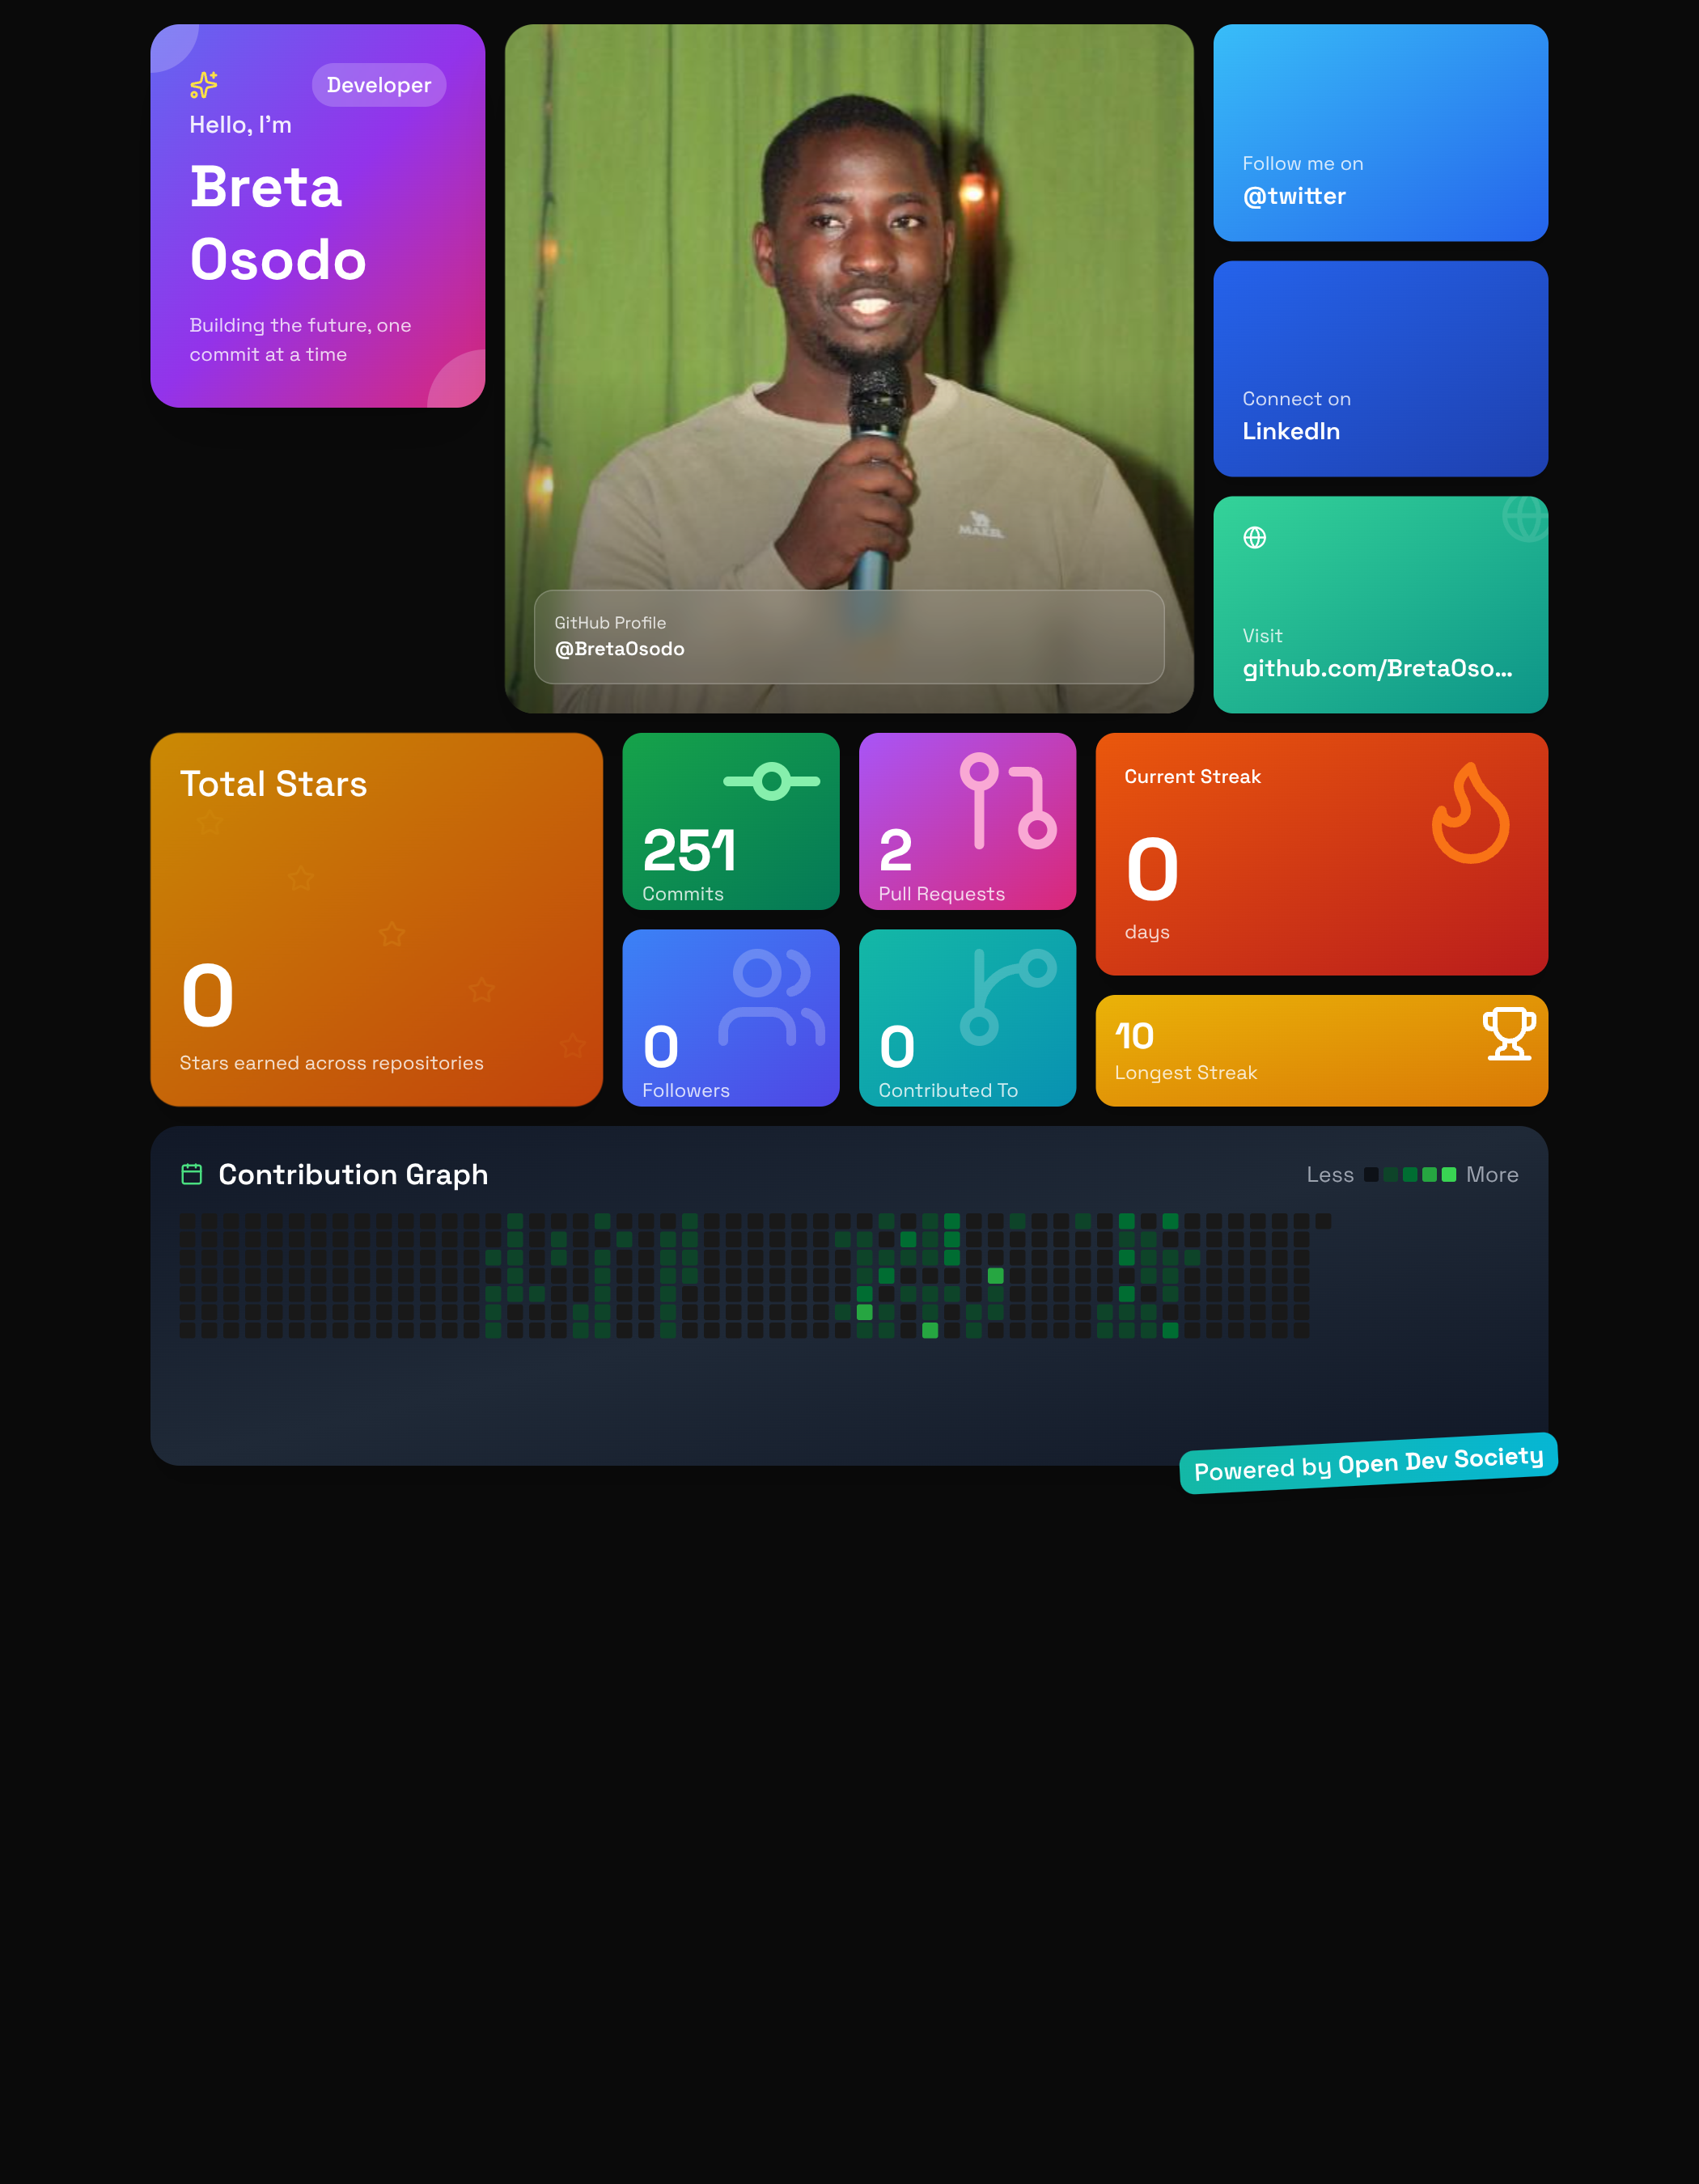 Developer
Hello, I'm
Breta
Osodo
Building the future, one
commit at a time
MAKEL
GitHub Profile
@BretaOsodo
Follow me on
@twitter
Connect on
LinkedIn
Visit
github.com/BretaOso...
Total Stars
0
Stars earned across repositories
251
Commits
2
Pull Requests
0
Followers
0
Contributed To
Current Streak
0
days
10
Longest Streak
Contribution Graph
Less
More
Powered by Open Dev Society